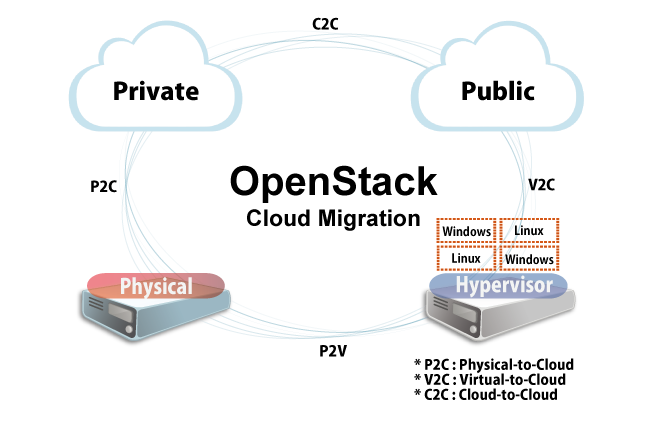 C2C
Private
Public
P2C
OpenStack
Cloud Migration
V2C
Windows
Linux
Linux
Windows
Physical
Hypervisor
P2V
* P2C : Physical-to-Cloud
* V2C : Virtual-to-Cloud
* C2C : Cloud-to-Cloud